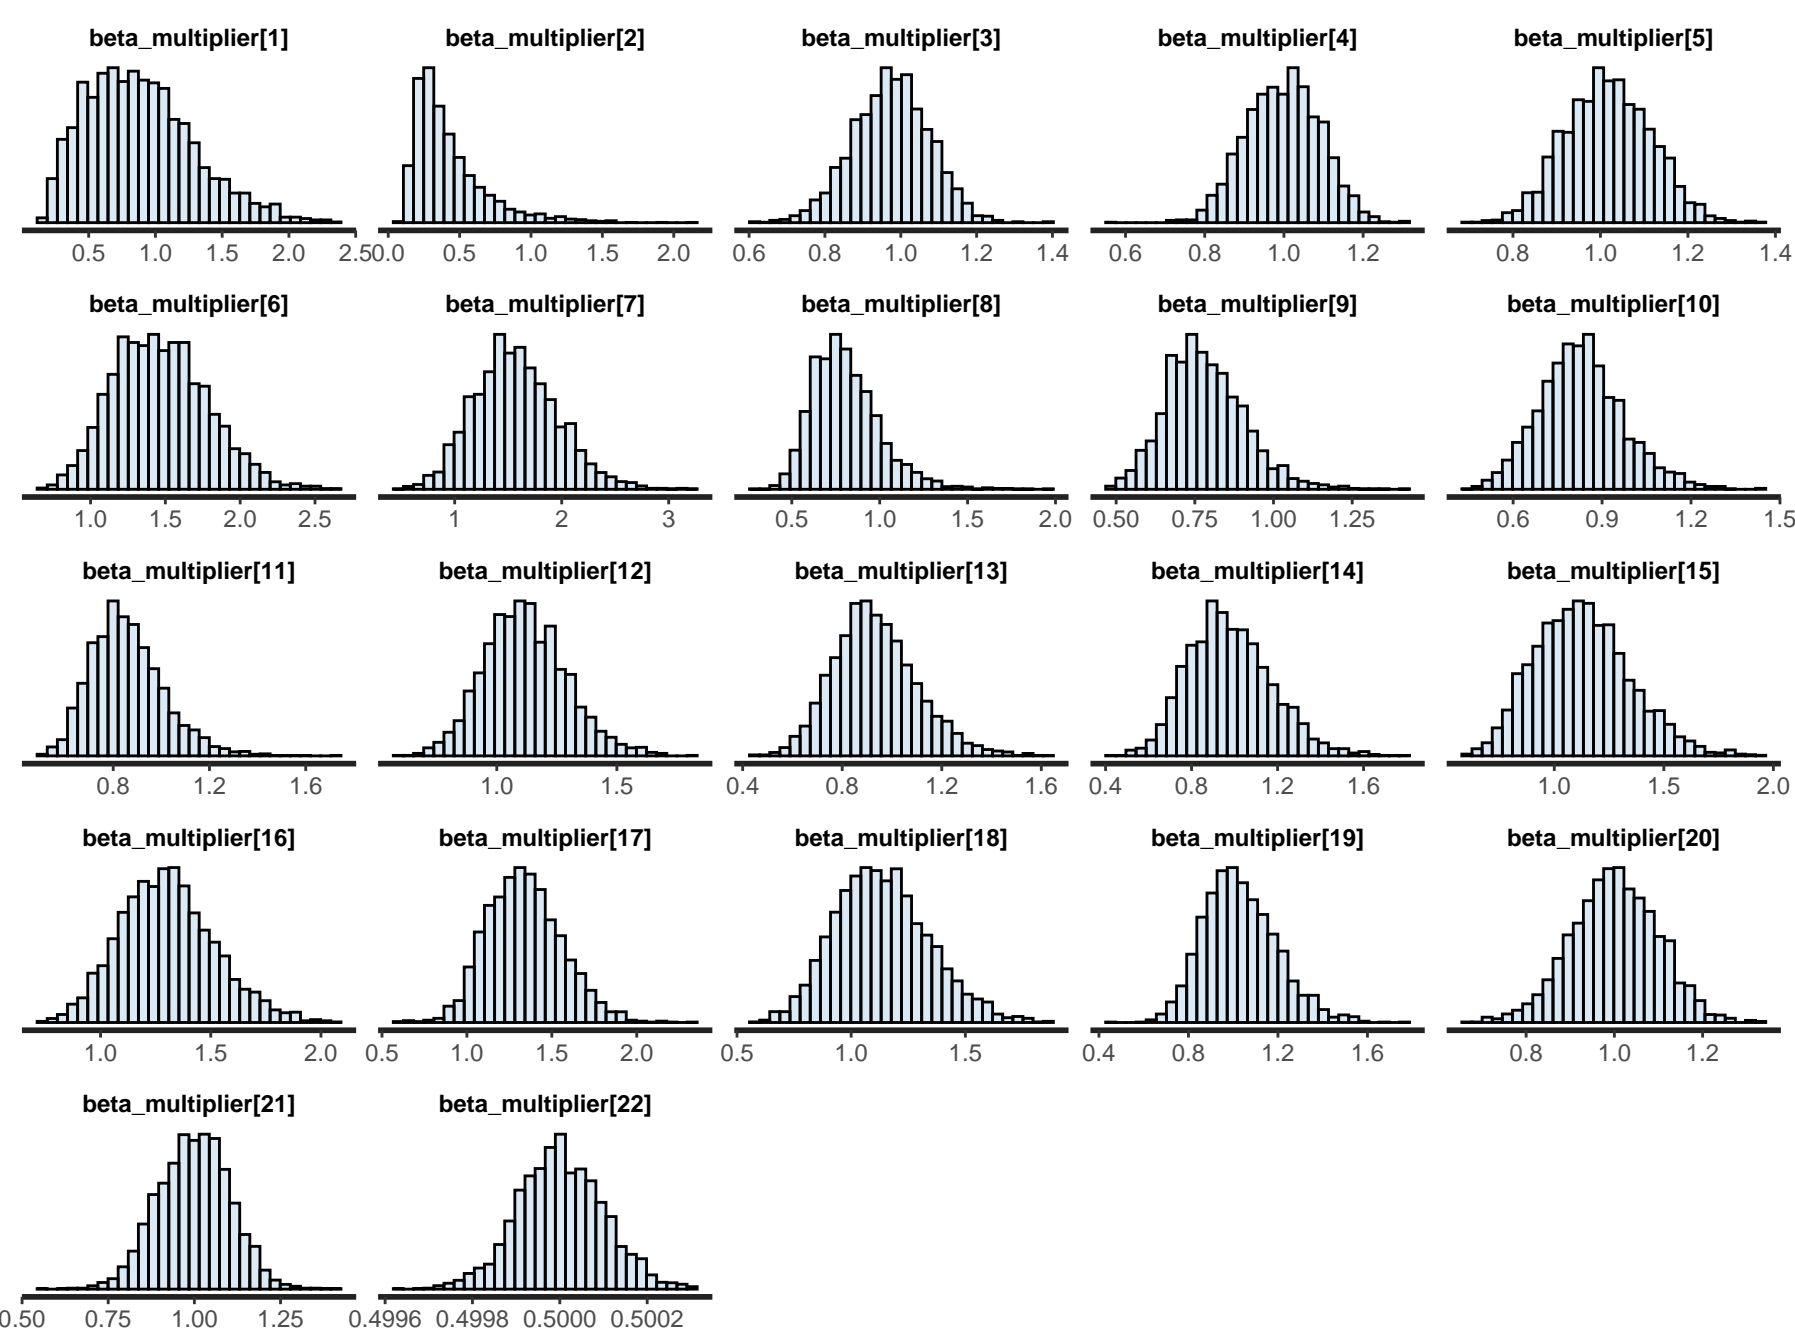 beta_multiplier[1] beta_multiplier[2] beta_multiplier[3] beta_multiplier[4] beta_multiplier[5]
0.5 1.0 1.5 2.0 2.5 0.0 0.5 1.0 1.5 2.0 0.6 0.8 1.0 1.2 1.4 0.6 0.8 1.0 1.2 0.8 1.0 1.2 1.4
beta_multiplier[6] beta_multiplier[7] beta_multiplier[8] beta_multiplier[9] beta_multiplier[10]
1.0 1.5 2.0 2.5 1 2 3 0.5 1.0 1.5 2.0 0.50 0.75 1.00 1.25 0.6 0.9 1.2 1.5
beta_multiplier[11] beta_multiplier[12] beta_multiplier[13] beta_multiplier[14] beta_multiplier[15]
0.8 1.2 1.6 1.0 1.5 0.4 0.8 1.2 1.6 0.4 0.8 1.2 1.6 1.0 1.5 2.0
beta_multiplier[16] beta_multiplier[17] beta_multiplier[18] beta_multiplier[19] beta_multiplier[20]
1.0 1.5 2.0 0.5 1.0 1.5 2.0 0.5 1.0 1.5 0.4 0.8 1.2 1.6 0.8 1.0 1.2
beta_multiplier[21] beta_multiplier[22]
0.50 0.75 1.00 1.25 0.4996 0.4998 0.5000 0.5002